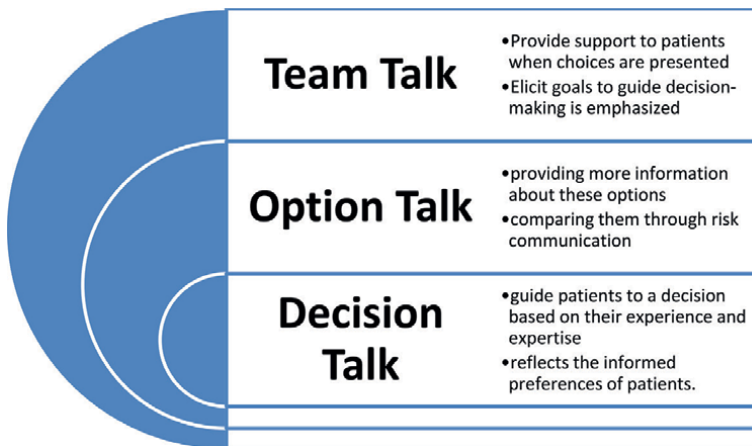 Team Talk
•Provide support to patients
when choices are presented
•Elicit goals to guide decision-
making is emphasized
Option Talk
•providing more information
about these options
•comparing them through risk
communication
Decision
Talk
•guide patients to a decision
based on their experience and
expertise
•reflects the informed
preferences of patients.